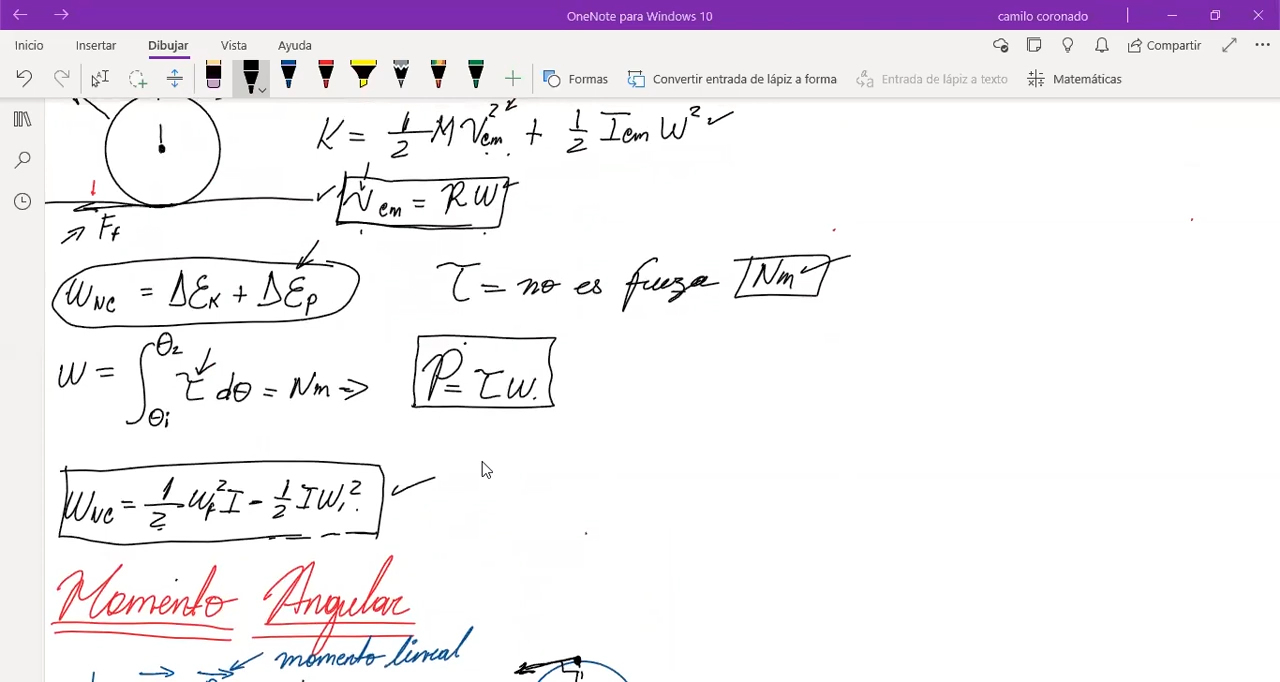 OneNote para Windows 10
camilo coronado
Inicio Insertar Dibujar Vista Ayuda
Compartir
Formas Convertir entrada de lápiz a forma Entrada de lápiz a texto Matemáticas
K = 1/2 M V²cm + 1/2 Icm W²
Vcm = RW
Ff
WNC = ΔEK + ΔEP
τ = no es fuerza Nm
W = ∫θi^θ2 τ dθ = Nm ⇒ P = τ W.
WNC = 1/2 Wf² I - 1/2 I Wi².
Momento Angular
momento lineal